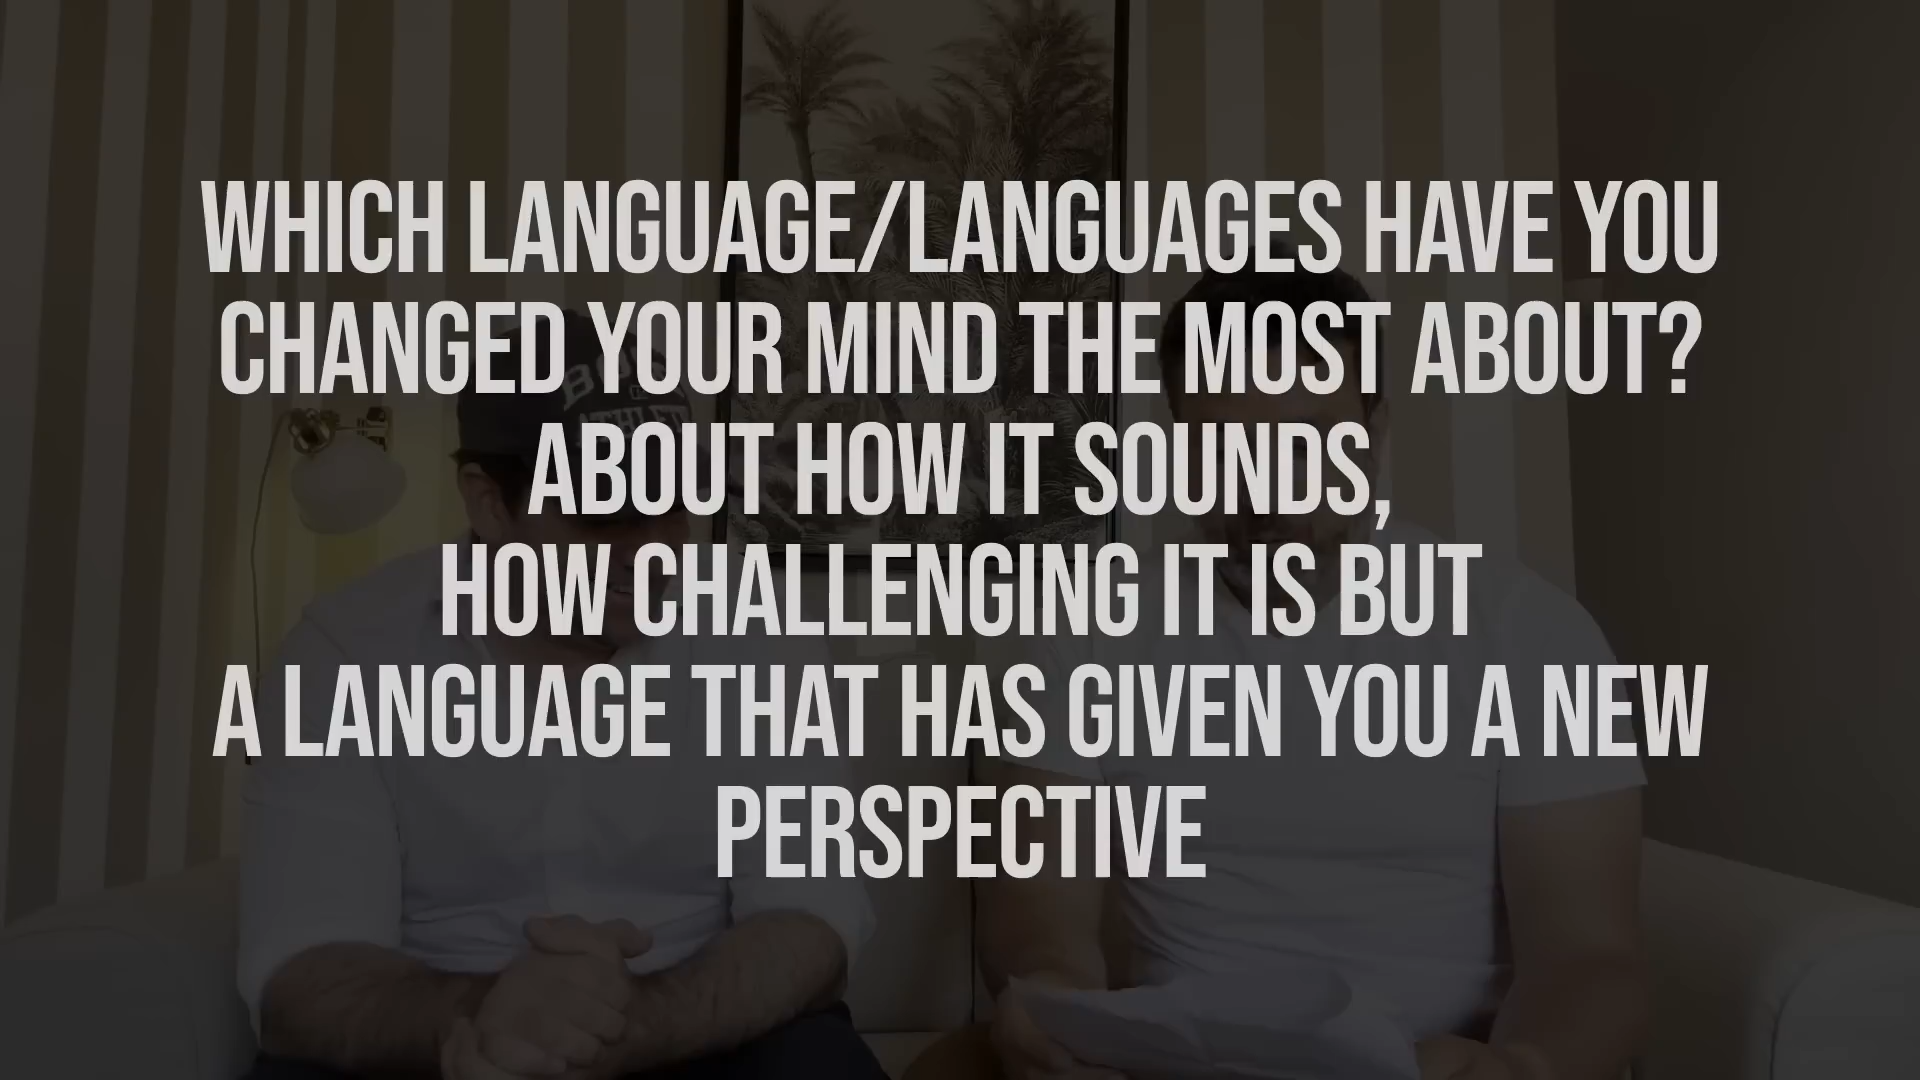 WHICH LANGUAGE/LANGUAGES HAVE YOU
CHANGED YOUR MIND THE MOST ABOUT?
ABOUT HOW IT SOUNDS,
HOW CHALLENGING IT IS BUT
A LANGUAGE THAT HAS GIVEN YOU A NEW
PERSPECTIVE